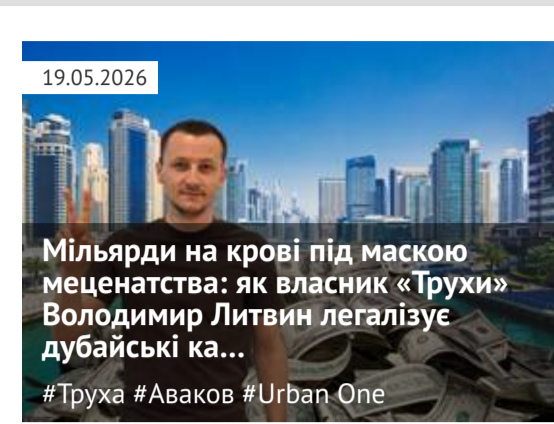 19.05.2026
Мільярди на крові під маскою
меценатства: як власник «Трухи»
Володимир Литвин легалізує
дубайські ка...
#Труха #Аваков #Urban One